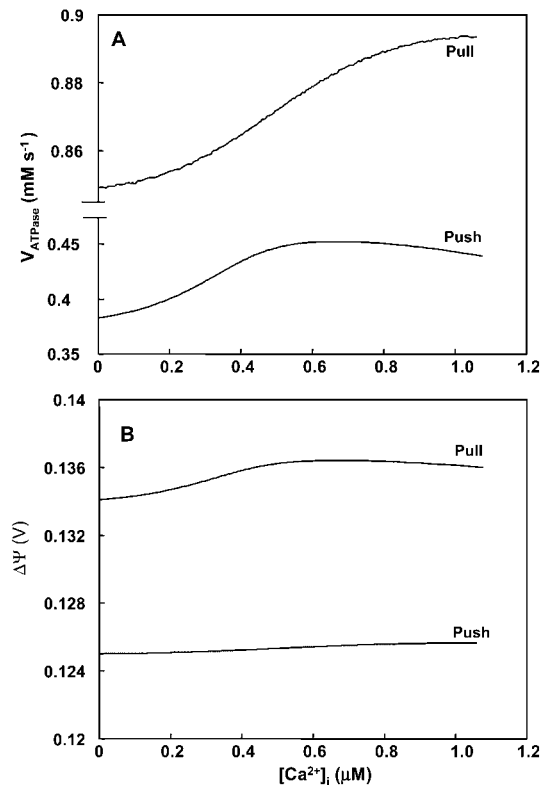 0.9
A
Pull
0.88
0.86
V_ATPase (mM s⁻¹)
Push
0.45
0.4
0.35
0 0.2 0.4 0.6 0.8 1.0 1.2
0.14
B
Pull
0.136
0.132
ΔΨ (V)
0.128
Push
0.124
0.12
0 0.2 0.4 0.6 0.8 1.0 1.2
[Ca²⁺]ᵢ (μM)